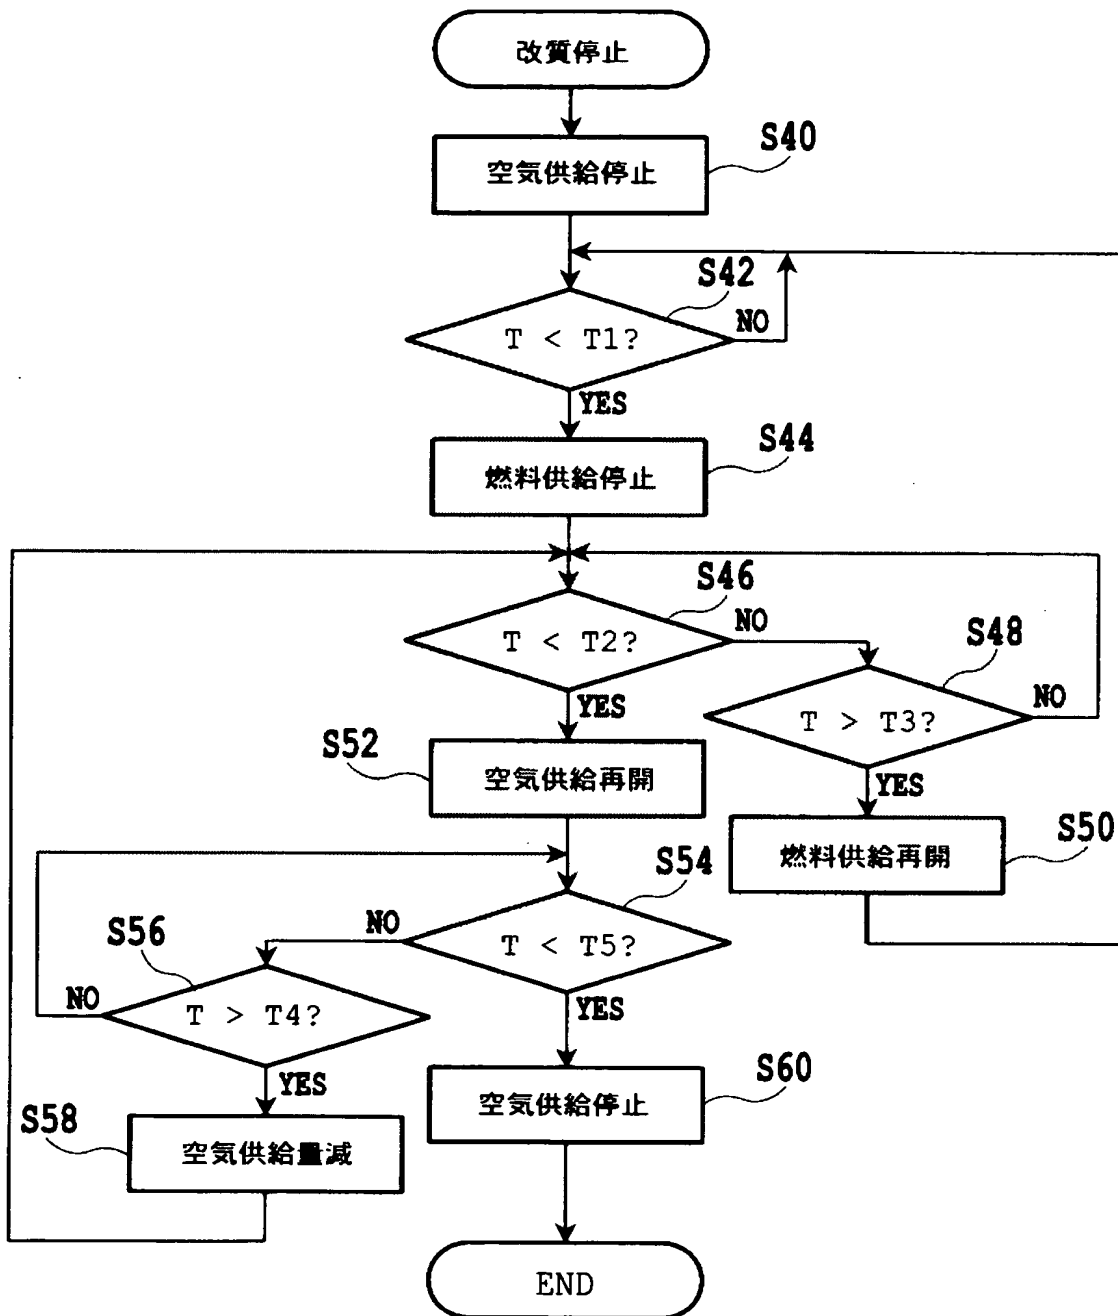 改質停止
S40
空気供給停止
S42
T < T1?
NO
YES
S44
燃料供給停止
S46
T < T2?
NO
YES
S48
T > T3?
NO
YES
S52
空気供給再開
S50
燃料供給再開
S54
T < T5?
NO
YES
S56
T > T4?
NO
YES
S60
空気供給停止
S58
空気供給量減
END